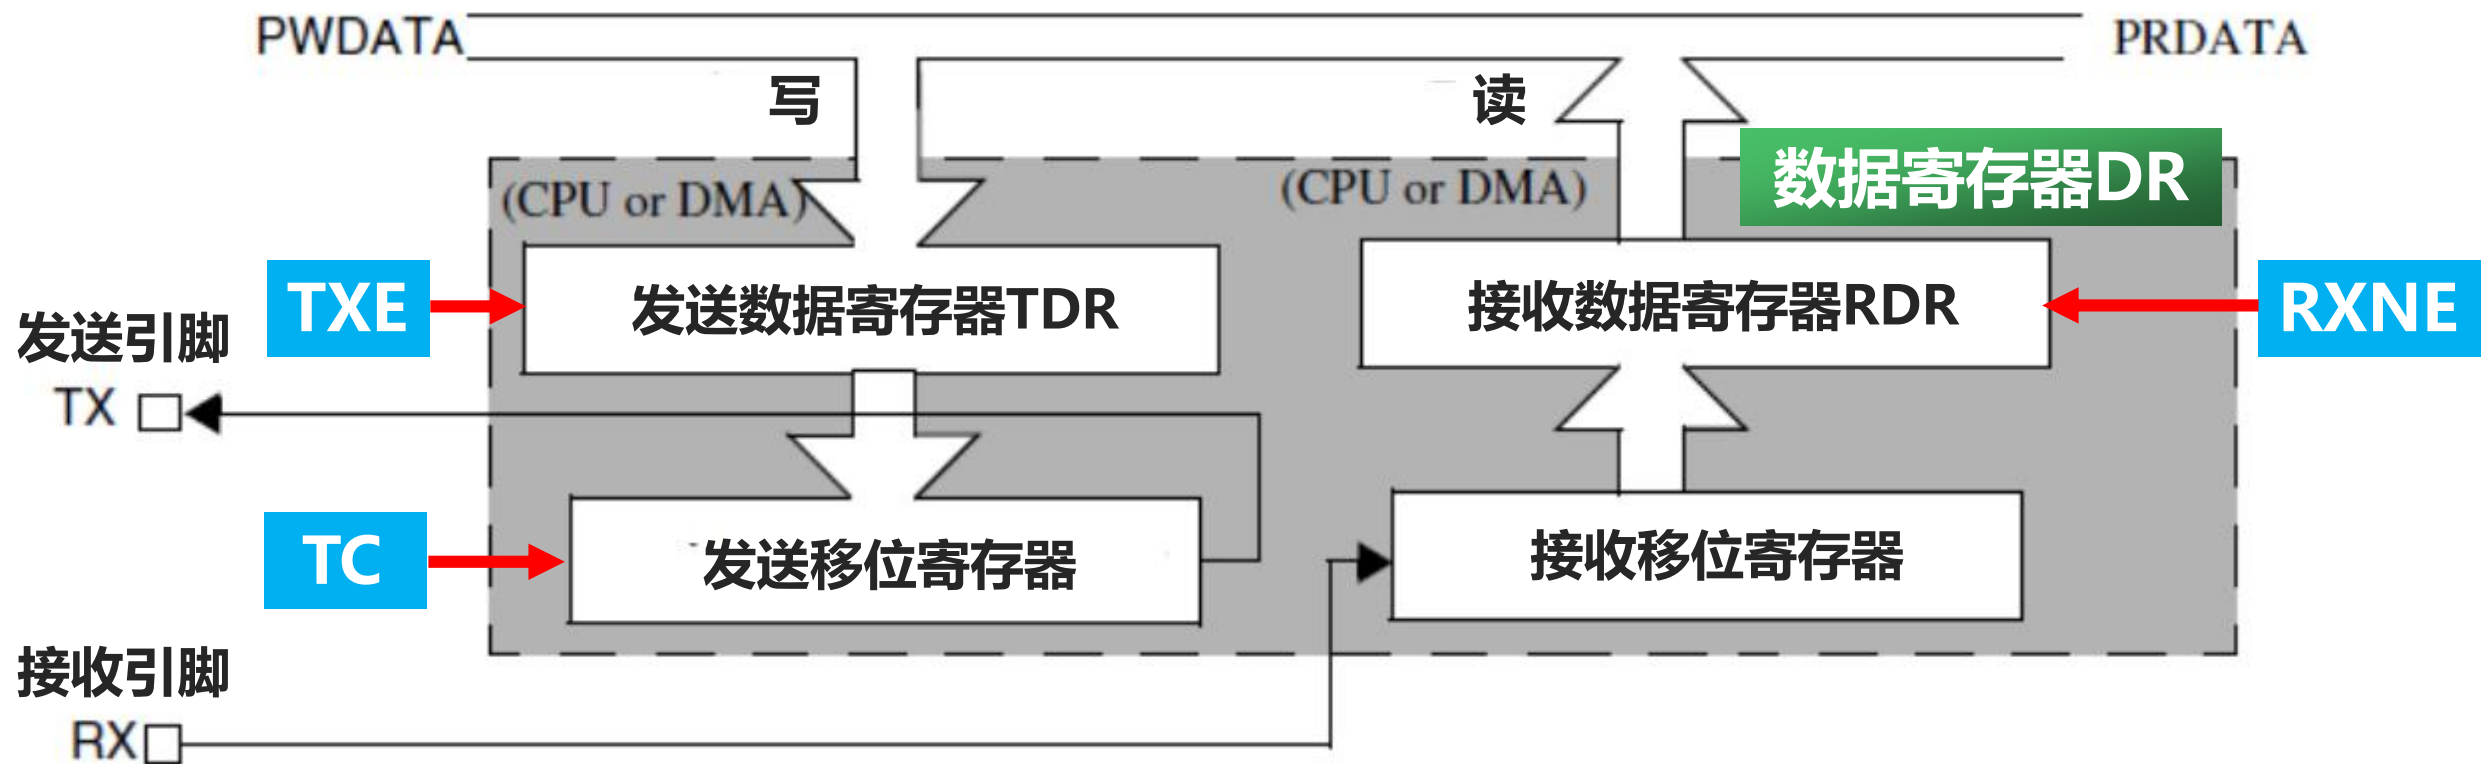 PWDATA
PRDATA
写
读
数据寄存器DR
(CPU or DMA)
(CPU or DMA)
TXE
发送数据寄存器TDR
接收数据寄存器RDR
RXNE
发送引脚
TX
TC
发送移位寄存器
接收移位寄存器
接收引脚
RX